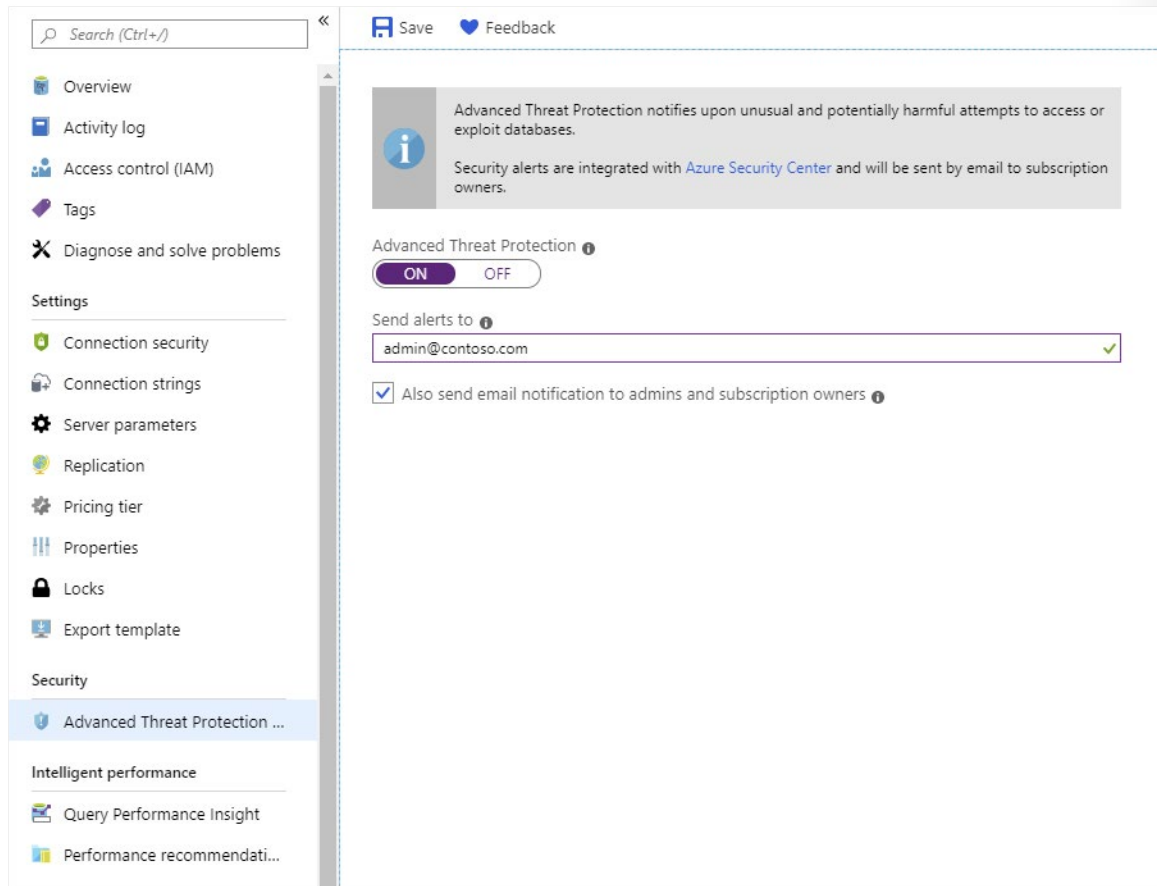 Search (Ctrl+/)
«
Overview
Activity log
Access control (IAM)
Tags
Diagnose and solve problems
Settings
Connection security
Connection strings
Server parameters
Replication
Pricing tier
Properties
Locks
Export template
Security
Advanced Threat Protection ...
Intelligent performance
Query Performance Insight
Performance recommendati...
Save
Feedback
Advanced Threat Protection notifies upon unusual and potentially harmful attempts to access or
exploit databases.
Security alerts are integrated with Azure Security Center and will be sent by email to subscription
owners.
Advanced Threat Protection
ON OFF
Send alerts to
admin@contoso.com
Also send email notification to admins and subscription owners